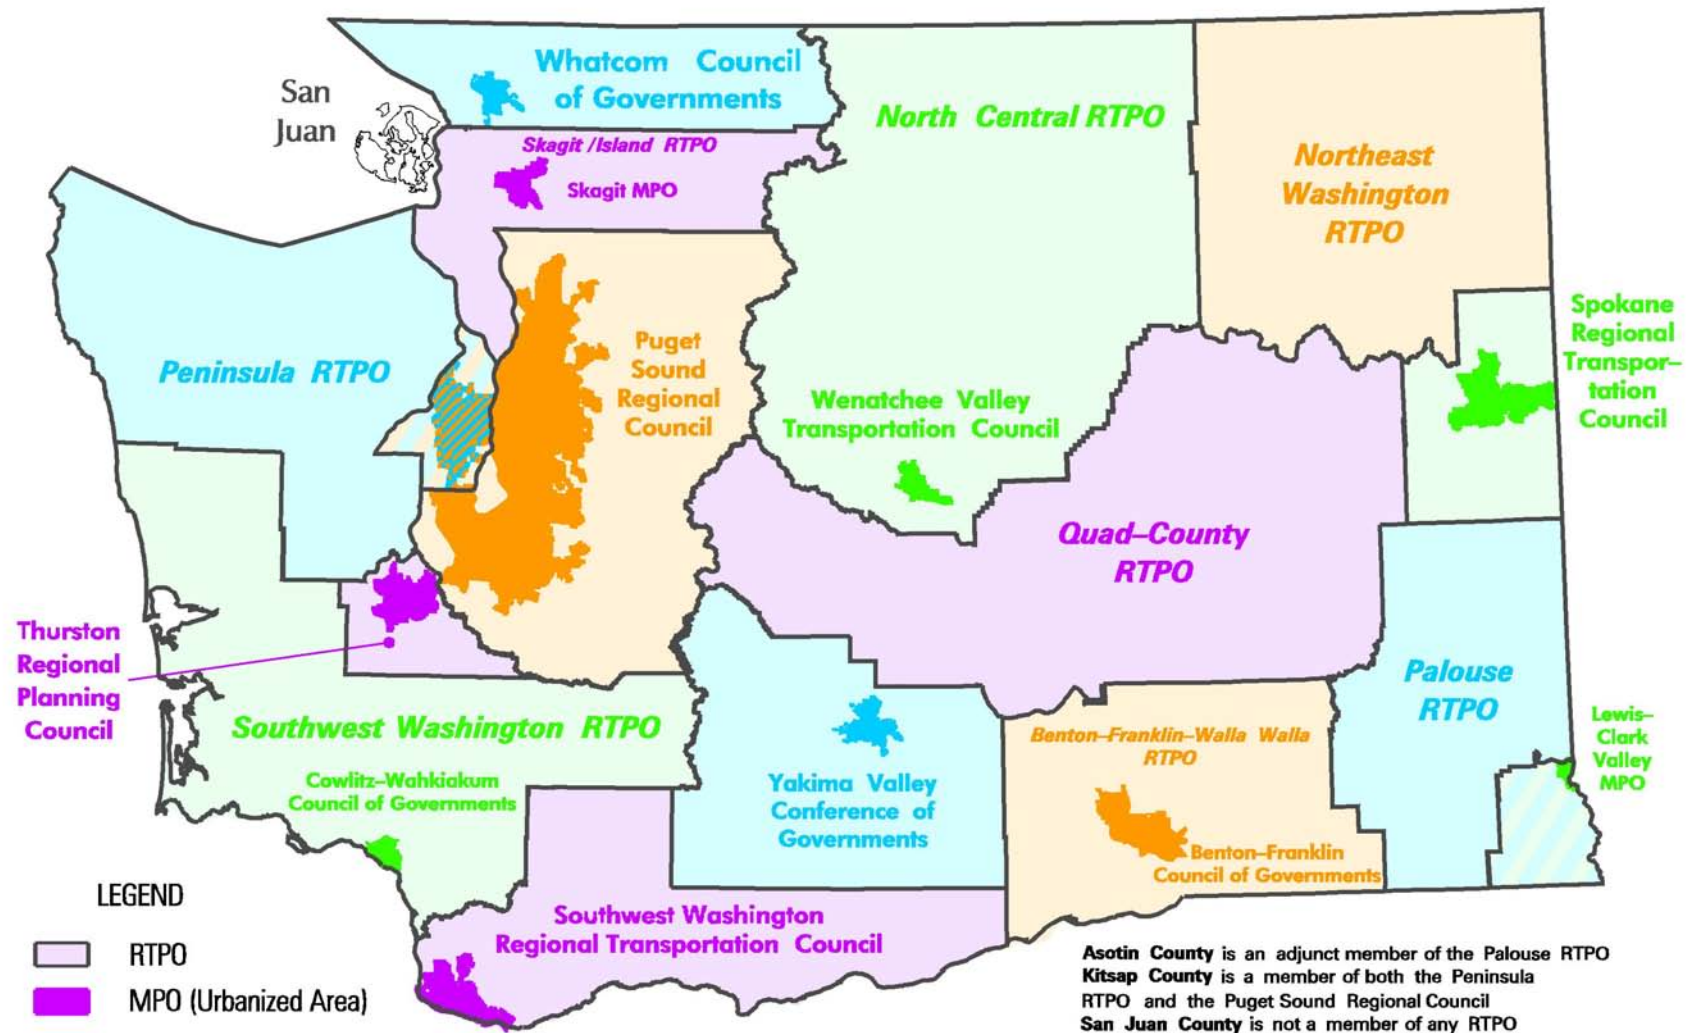 Whatcom Council
of Governments
San
Juan
North Central RTPO
Skagit /Island RTPO
Skagit MPO
Northeast
Washington
RTPO
Spokane
Regional
Transpor–
tation
Council
Puget
Sound
Regional
Council
Peninsula RTPO
Wenatchee Valley
Transportation Council
Quad–County
RTPO
Thurston
Regional
Planning
Council
Palouse
RTPO
Southwest Washington RTPO
Lewis–
Clark
Valley
MPO
Benton–Franklin–Walla Walla
RTPO
Cowlitz–Wahkiakum
Council of Governments
Yakima Valley
Conference of
Governments
Benton–Franklin
Council of Governments
Southwest Washington
Regional Transportation Council
LEGEND
RTPO
MPO (Urbanized Area)
Asotin County is an adjunct member of the Palouse RTPO
Kitsap County is a member of both the Peninsula
RTPO and the Puget Sound Regional Council
San Juan County is not a member of any RTPO